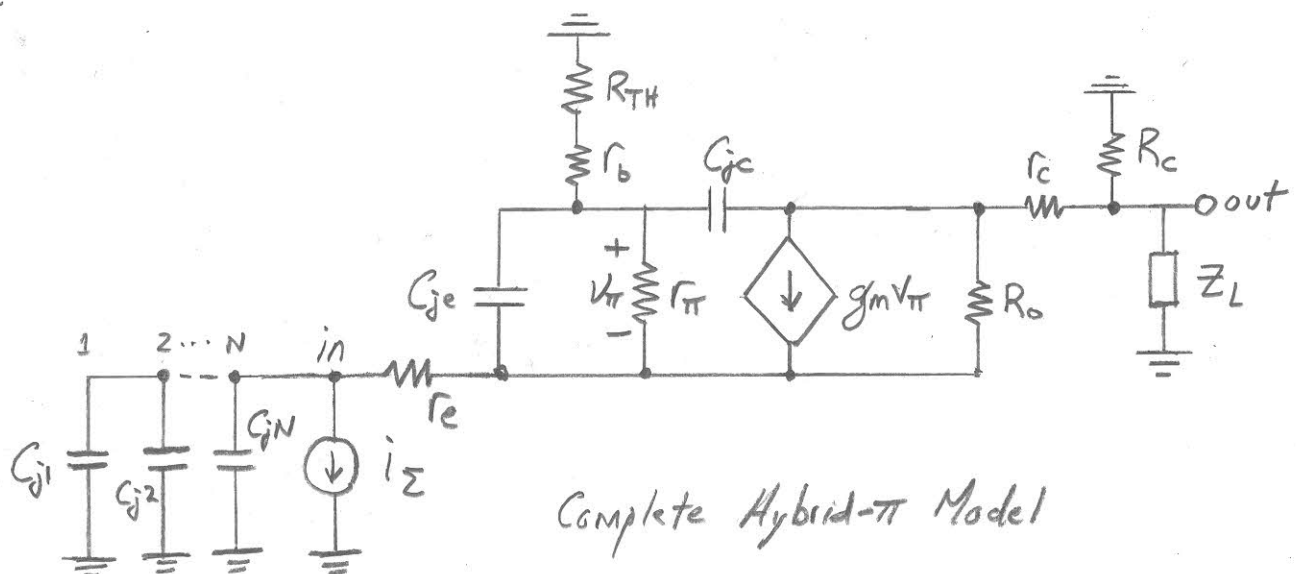 R_TH
r_b
C_jc
r_c
R_c
out
C_je
+
v_π
−
r_π
g_m v_π
R_o
Z_L
1 2 ... N in
r_e
C_j1
C_j2
C_jN
i_Σ
Complete Hybrid-π Model